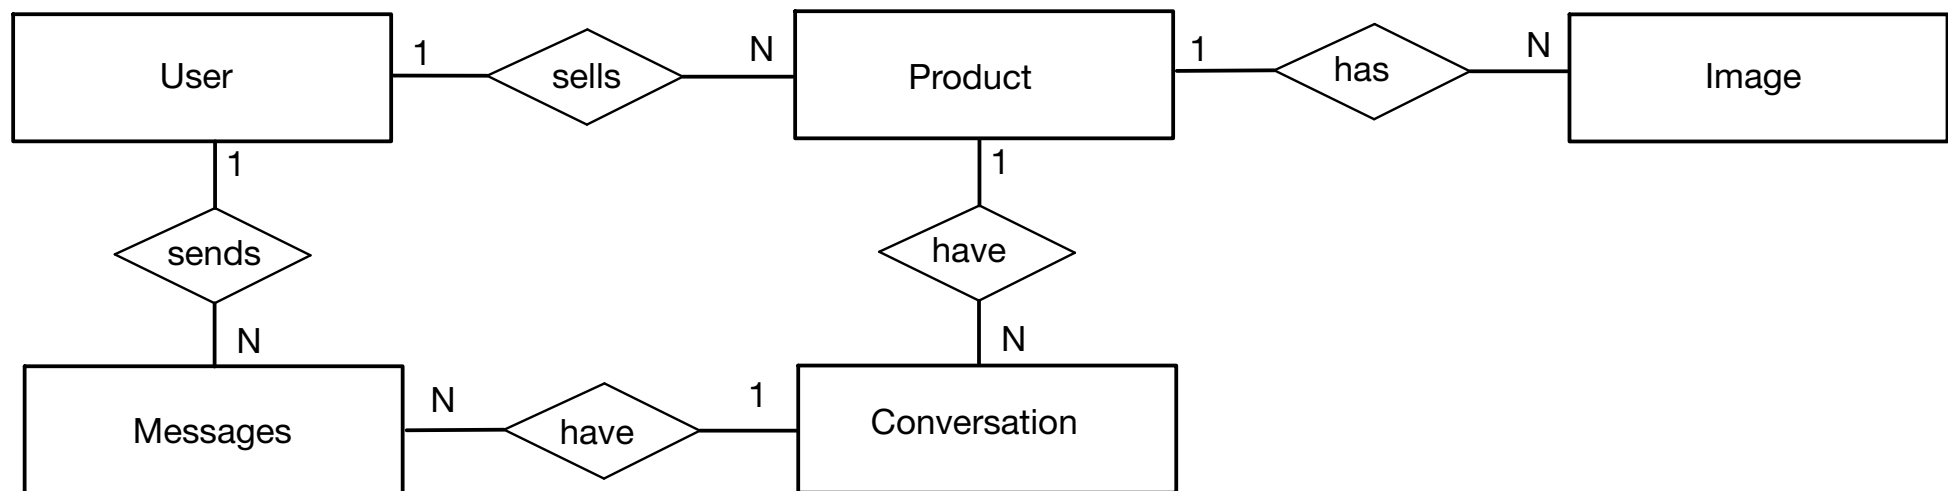 User
1
sells
N
Product
1
has
N
Image
1
sends
N
1
have
N
Messages
N
have
1
Conversation